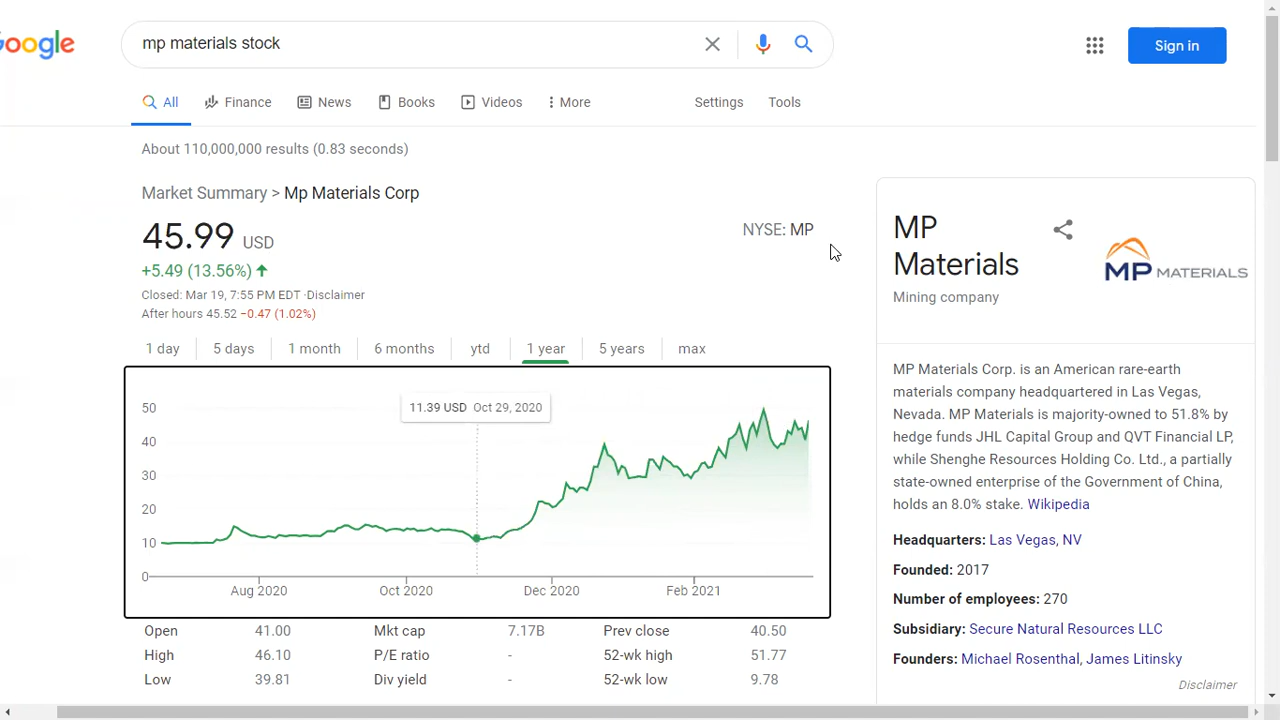 Google
mp materials stock
Sign in
All
Finance
News
Books
Videos
More
Settings
Tools
About 110,000,000 results (0.83 seconds)
Market Summary > Mp Materials Corp
45.99 USD
NYSE: MP
+5.49 (13.56%)
Closed: Mar 19, 7:55 PM EDT ·Disclaimer
After hours 45.52 −0.47 (1.02%)
1 day
5 days
1 month
6 months
ytd
1 year
5 years
max
11.39 USD Oct 29, 2020
50
40
30
20
10
0
Aug 2020
Oct 2020
Dec 2020
Feb 2021
Open 41.00 Mkt cap 7.17B Prev close 40.50
High 46.10 P/E ratio - 52-wk high 51.77
Low 39.81 Div yield - 52-wk low 9.78
MP
Materials
MP MATERIALS
Mining company
MP Materials Corp. is an American rare-earth
materials company headquartered in Las Vegas,
Nevada. MP Materials is majority-owned to 51.8% by
hedge funds JHL Capital Group and QVT Financial LP,
while Shenghe Resources Holding Co. Ltd., a partially
state-owned enterprise of the Government of China,
holds an 8.0% stake. Wikipedia
Headquarters: Las Vegas, NV
Founded: 2017
Number of employees: 270
Subsidiary: Secure Natural Resources LLC
Founders: Michael Rosenthal, James Litinsky
Disclaimer